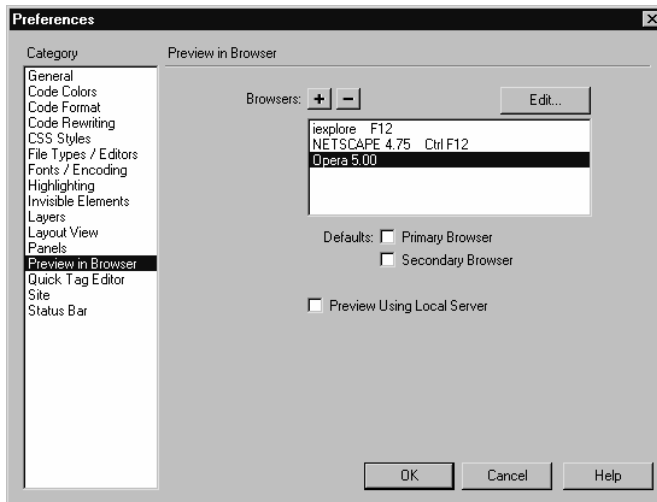 Preferences
Category
General
Code Colors
Code Format
Code Rewriting
CSS Styles
File Types / Editors
Fonts / Encoding
Highlighting
Invisible Elements
Layers
Layout View
Panels
Preview in Browser
Quick Tag Editor
Site
Status Bar
Preview in Browser
Browsers: + − Edit...
iexplore F12
NETSCAPE 4.75 Ctrl F12
Opera 5.00
Defaults: Primary Browser
Secondary Browser
Preview Using Local Server
OK Cancel Help